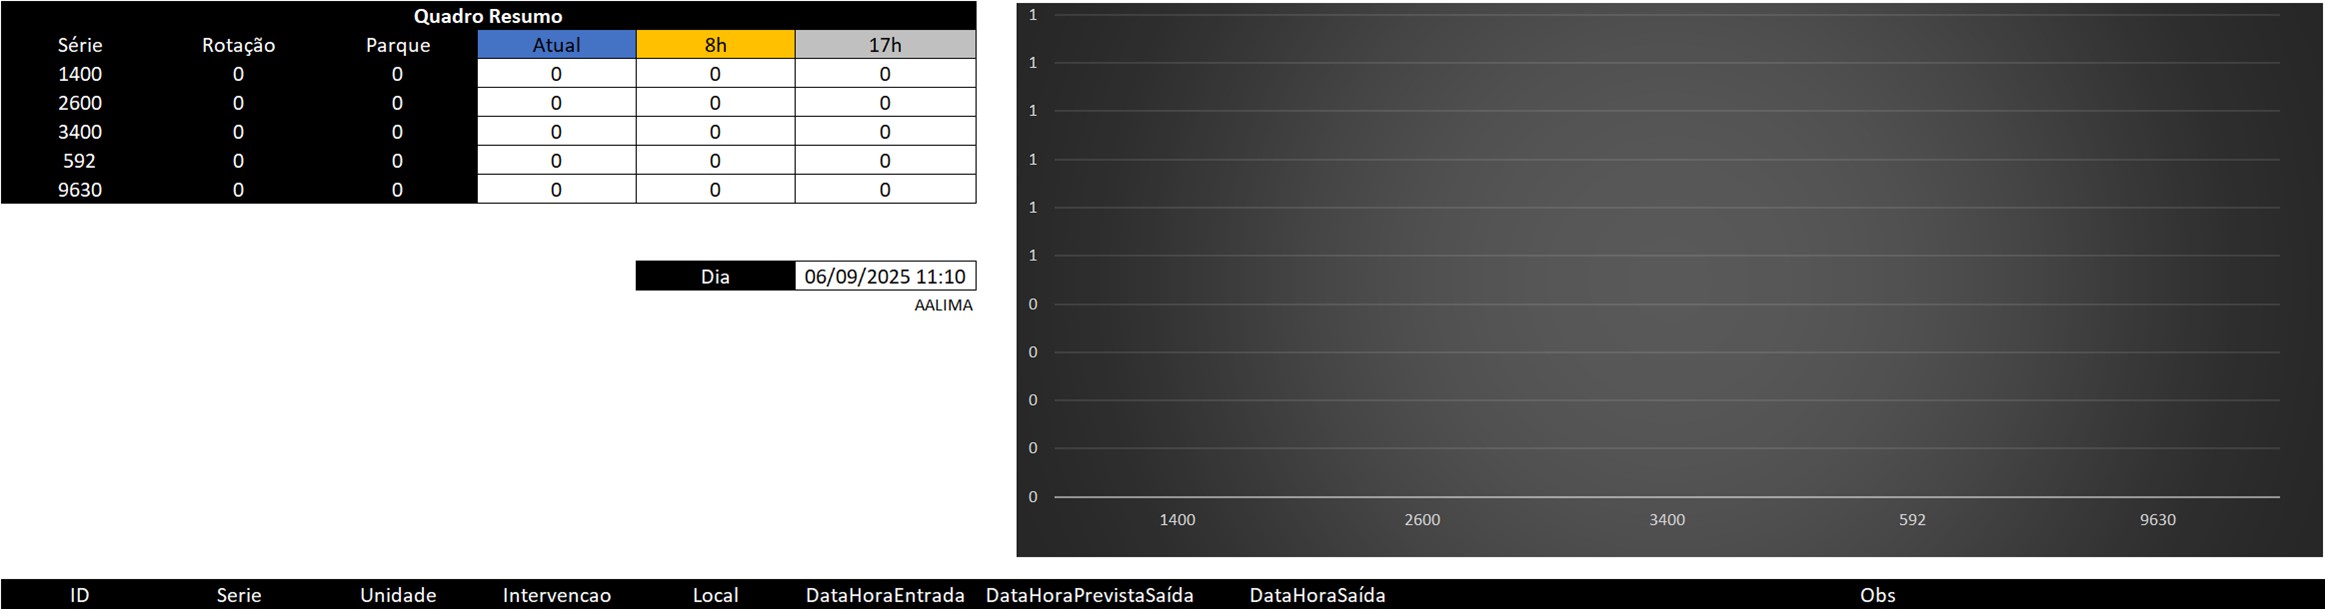 Quadro Resumo
Série Rotação Parque Atual 8h 17h
1400 0 0 0 0 0
2600 0 0 0 0 0
3400 0 0 0 0 0
592 0 0 0 0 0
9630 0 0 0 0 0
Dia 06/09/2025 11:10
AALIMA
1
1
1
1
1
1
0
0
0
0
0
1400 2600 3400 592 9630
ID Serie Unidade Intervencao Local DataHoraEntrada DataHoraPrevistaSaída DataHoraSaída Obs